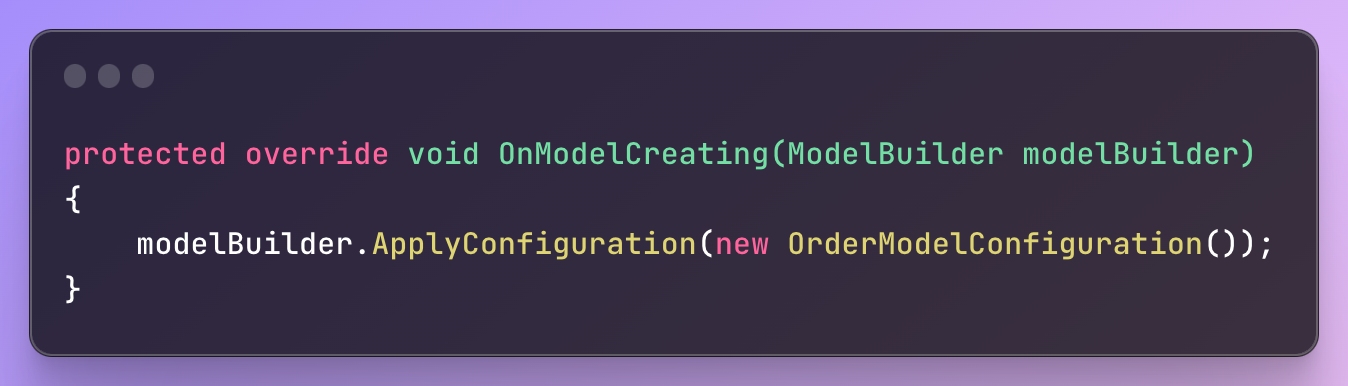 protected override void OnModelCreating(ModelBuilder modelBuilder)
{
    modelBuilder.ApplyConfiguration(new OrderModelConfiguration());
}